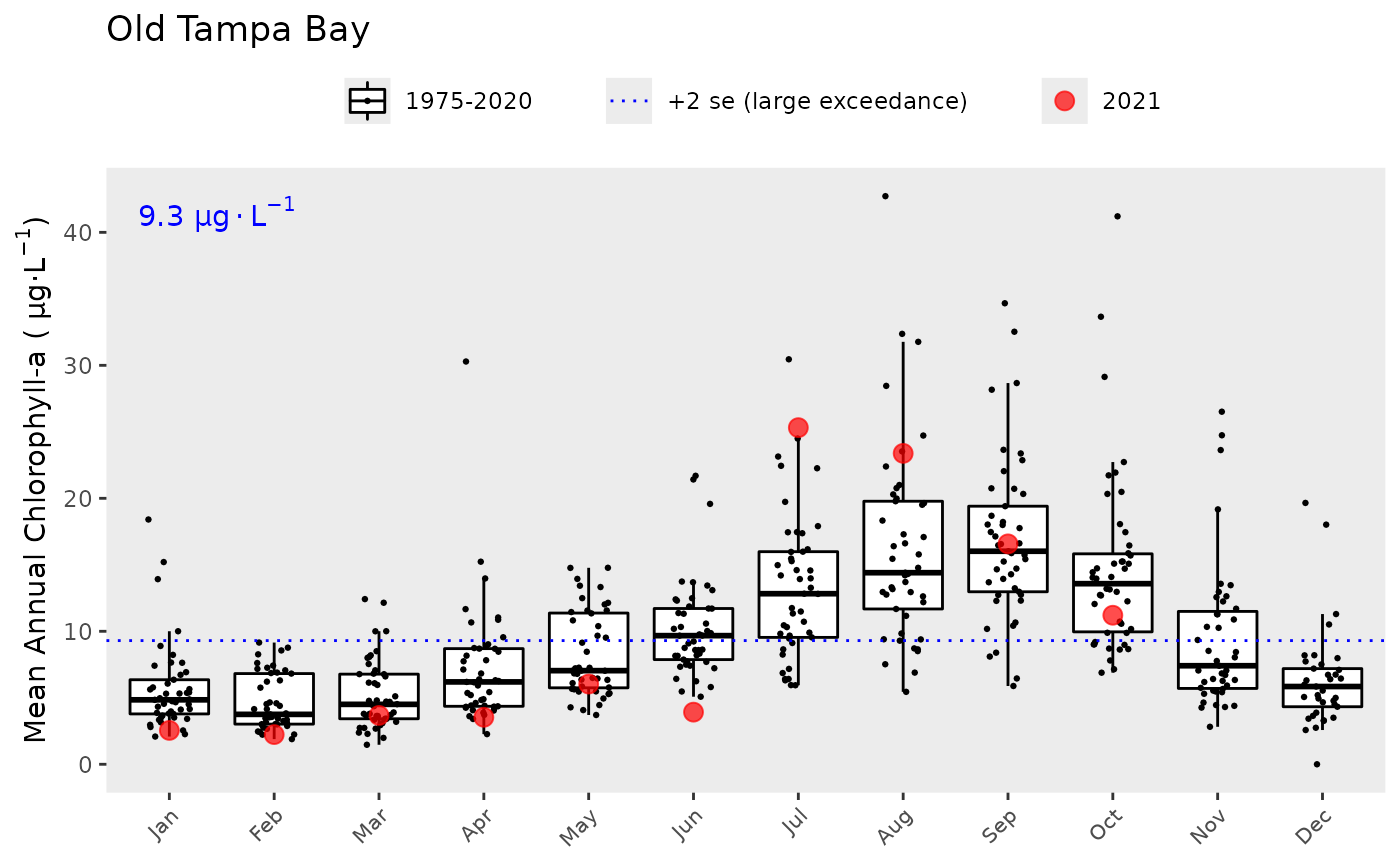 Old Tampa Bay
1975-2020 +2 se (large exceedance) 2021
9.3 μg·L⁻¹
Mean Annual Chlorophyll-a ( μg·L⁻¹)
40
30
20
10
0
Jan Feb Mar Apr May Jun Jul Aug Sep Oct Nov Dec